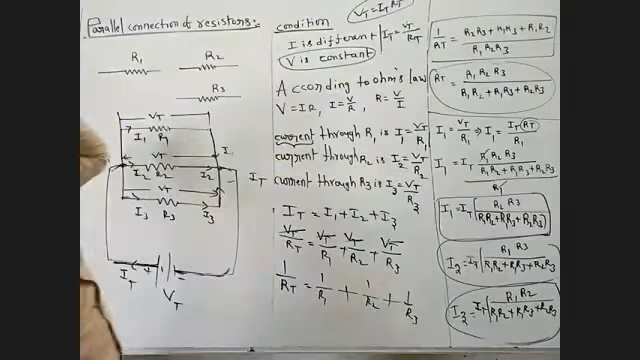 Parallel connection of resistors:-
R1 R2
R3
VT
I1 R1 I
VT
I2 R2 I2
IT
VT
I3 R3 I3
IT + -
VT
condition
VT = IT RT
I is different IT = VT/RT
V is constant
According to ohm's law
V = IR, I = V/R, R = V/I
current through R1 is I1 = VT/R1
current through R2 is I2 = VT/R2
current through R3 is I3 = VT/R3
IT = I1 + I2 + I3
VT/RT = VT/R1 + VT/R2 + VT/R3
1/RT = 1/R1 + 1/R2 + 1/R3
1/RT = R2R3 + R1R3 + R1R2 / R1R2R3
RT = R1R2R3 / R1R2 + R1R3 + R2R3
I1 = VT/R1 ⇒ I1 = IT RT/R1
I1 = IT R1R2R3 / R1R2 + R1R3 + R2R3 / R1
I1 = IT (R2R3 / R1R2 + R1R3 + R2R3)
I2 = IT (R1R3 / R1R2 + R1R3 + R2R3)
I3 = IT (R1R2 / R1R2 + R1R3 + R2R3)